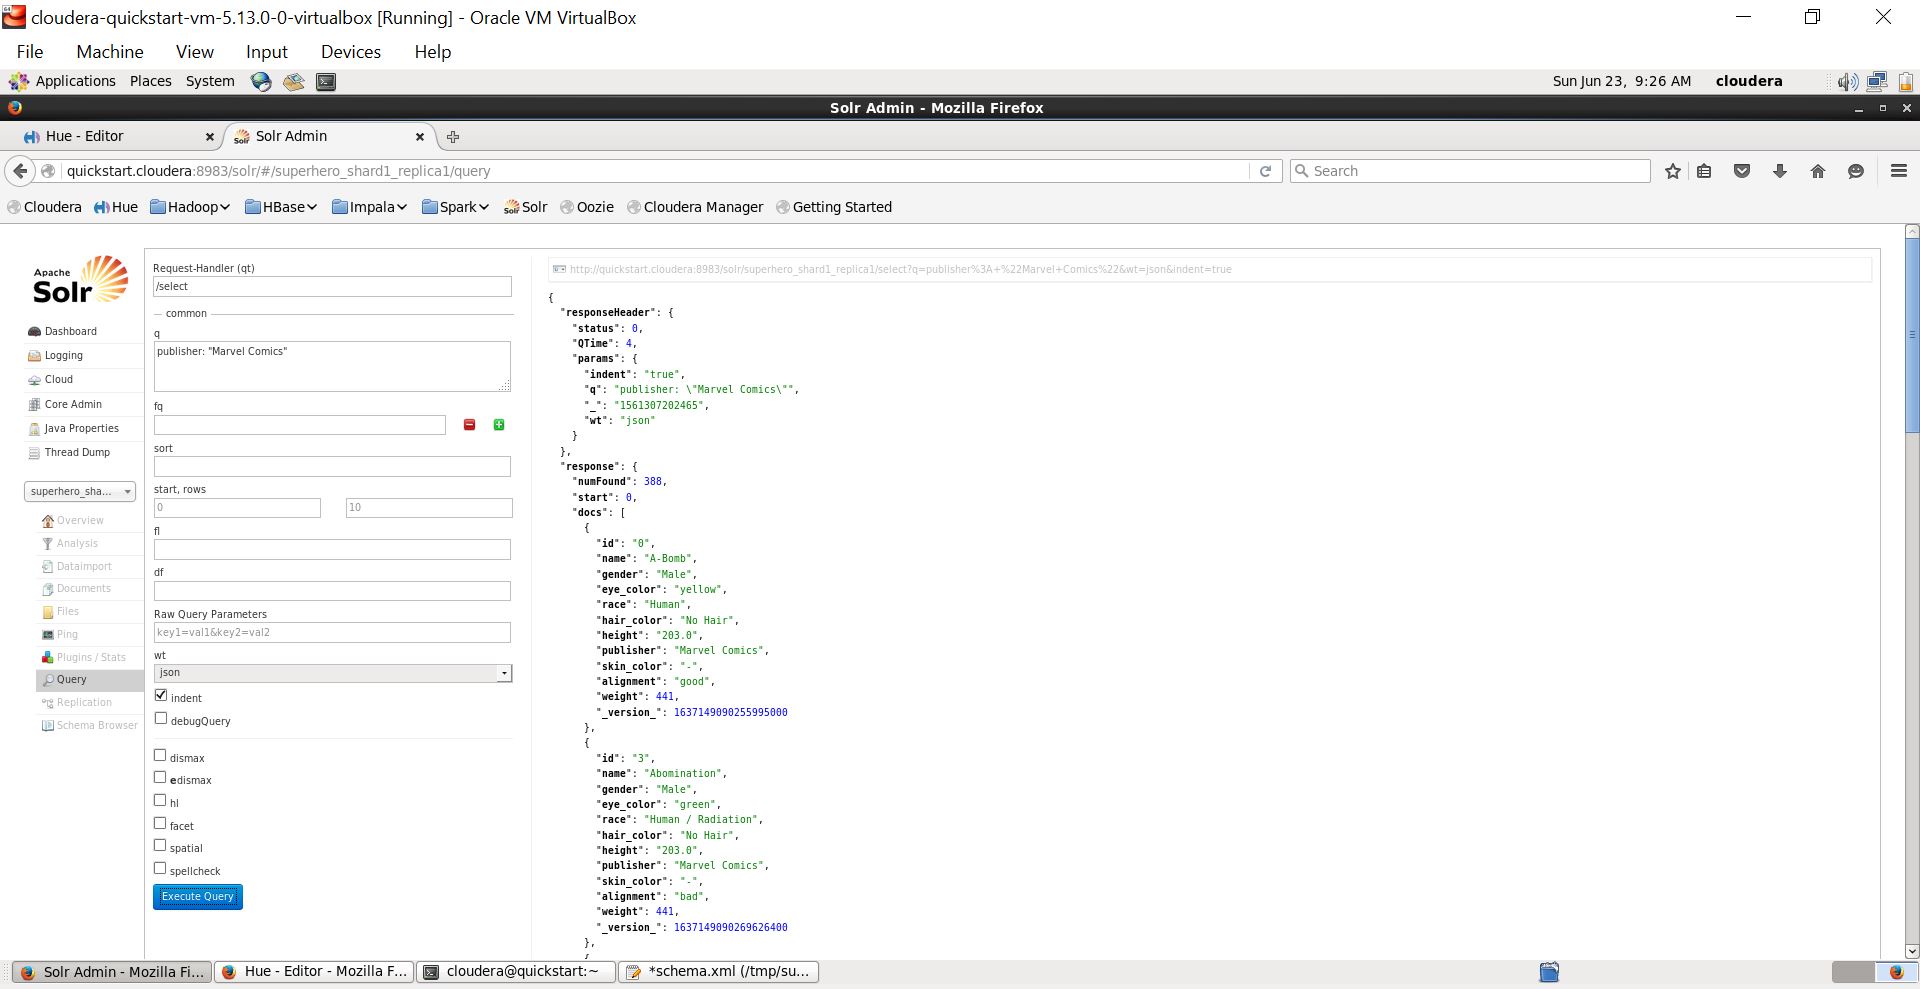 cloudera-quickstart-vm-5.13.0-0-virtualbox [Running] - Oracle VM VirtualBox
File Machine View Input Devices Help
Applications Places System Sun Jun 23, 9:26 AM cloudera
Solr Admin - Mozilla Firefox
Hue - Editor Solr Admin
quickstart.cloudera:8983/solr/#/superhero_shard1_replica1/query Search
Cloudera Hue Hadoop HBase Impala Spark Solr Oozie Cloudera Manager Getting Started
Apache
Solr
Dashboard
Logging
Cloud
Core Admin
Java Properties
Thread Dump
superhero_sha...
Overview
Analysis
Dataimport
Documents
Files
Ping
Plugins / Stats
Query
Replication
Schema Browser
Request-Handler (qt)
/select
common
q
publisher: "Marvel Comics"
fq
sort
start, rows
0 10
fl
df
Raw Query Parameters
key1=val1&key2=val2
wt
json
indent
debugQuery
dismax
edismax
hl
facet
spatial
spellcheck
Execute Query
http://quickstart.cloudera:8983/solr/superhero_shard1_replica1/select?q=publisher%3A+%22Marvel+Comics%22&wt=json&indent=true
{
"responseHeader": {
"status": 0,
"QTime": 4,
"params": {
"indent": "true",
"q": "publisher: \"Marvel Comics\"",
"_": "1561307202465",
"wt": "json"
}
},
"response": {
"numFound": 388,
"start": 0,
"docs": [
{
"id": "0",
"name": "A-Bomb",
"gender": "Male",
"eye_color": "yellow",
"race": "Human",
"hair_color": "No Hair",
"height": "203.0",
"publisher": "Marvel Comics",
"skin_color": "-",
"alignment": "good",
"weight": 441,
"_version_": 1637149090255995000
},
{
"id": "3",
"name": "Abomination",
"gender": "Male",
"eye_color": "green",
"race": "Human / Radiation",
"hair_color": "No Hair",
"height": "203.0",
"publisher": "Marvel Comics",
"skin_color": "-",
"alignment": "bad",
"weight": 441,
"_version_": 1637149090269626400
},
{
Solr Admin - Mozilla Fi... Hue - Editor - Mozilla F... cloudera@quickstart:~ *schema.xml (/tmp/su...